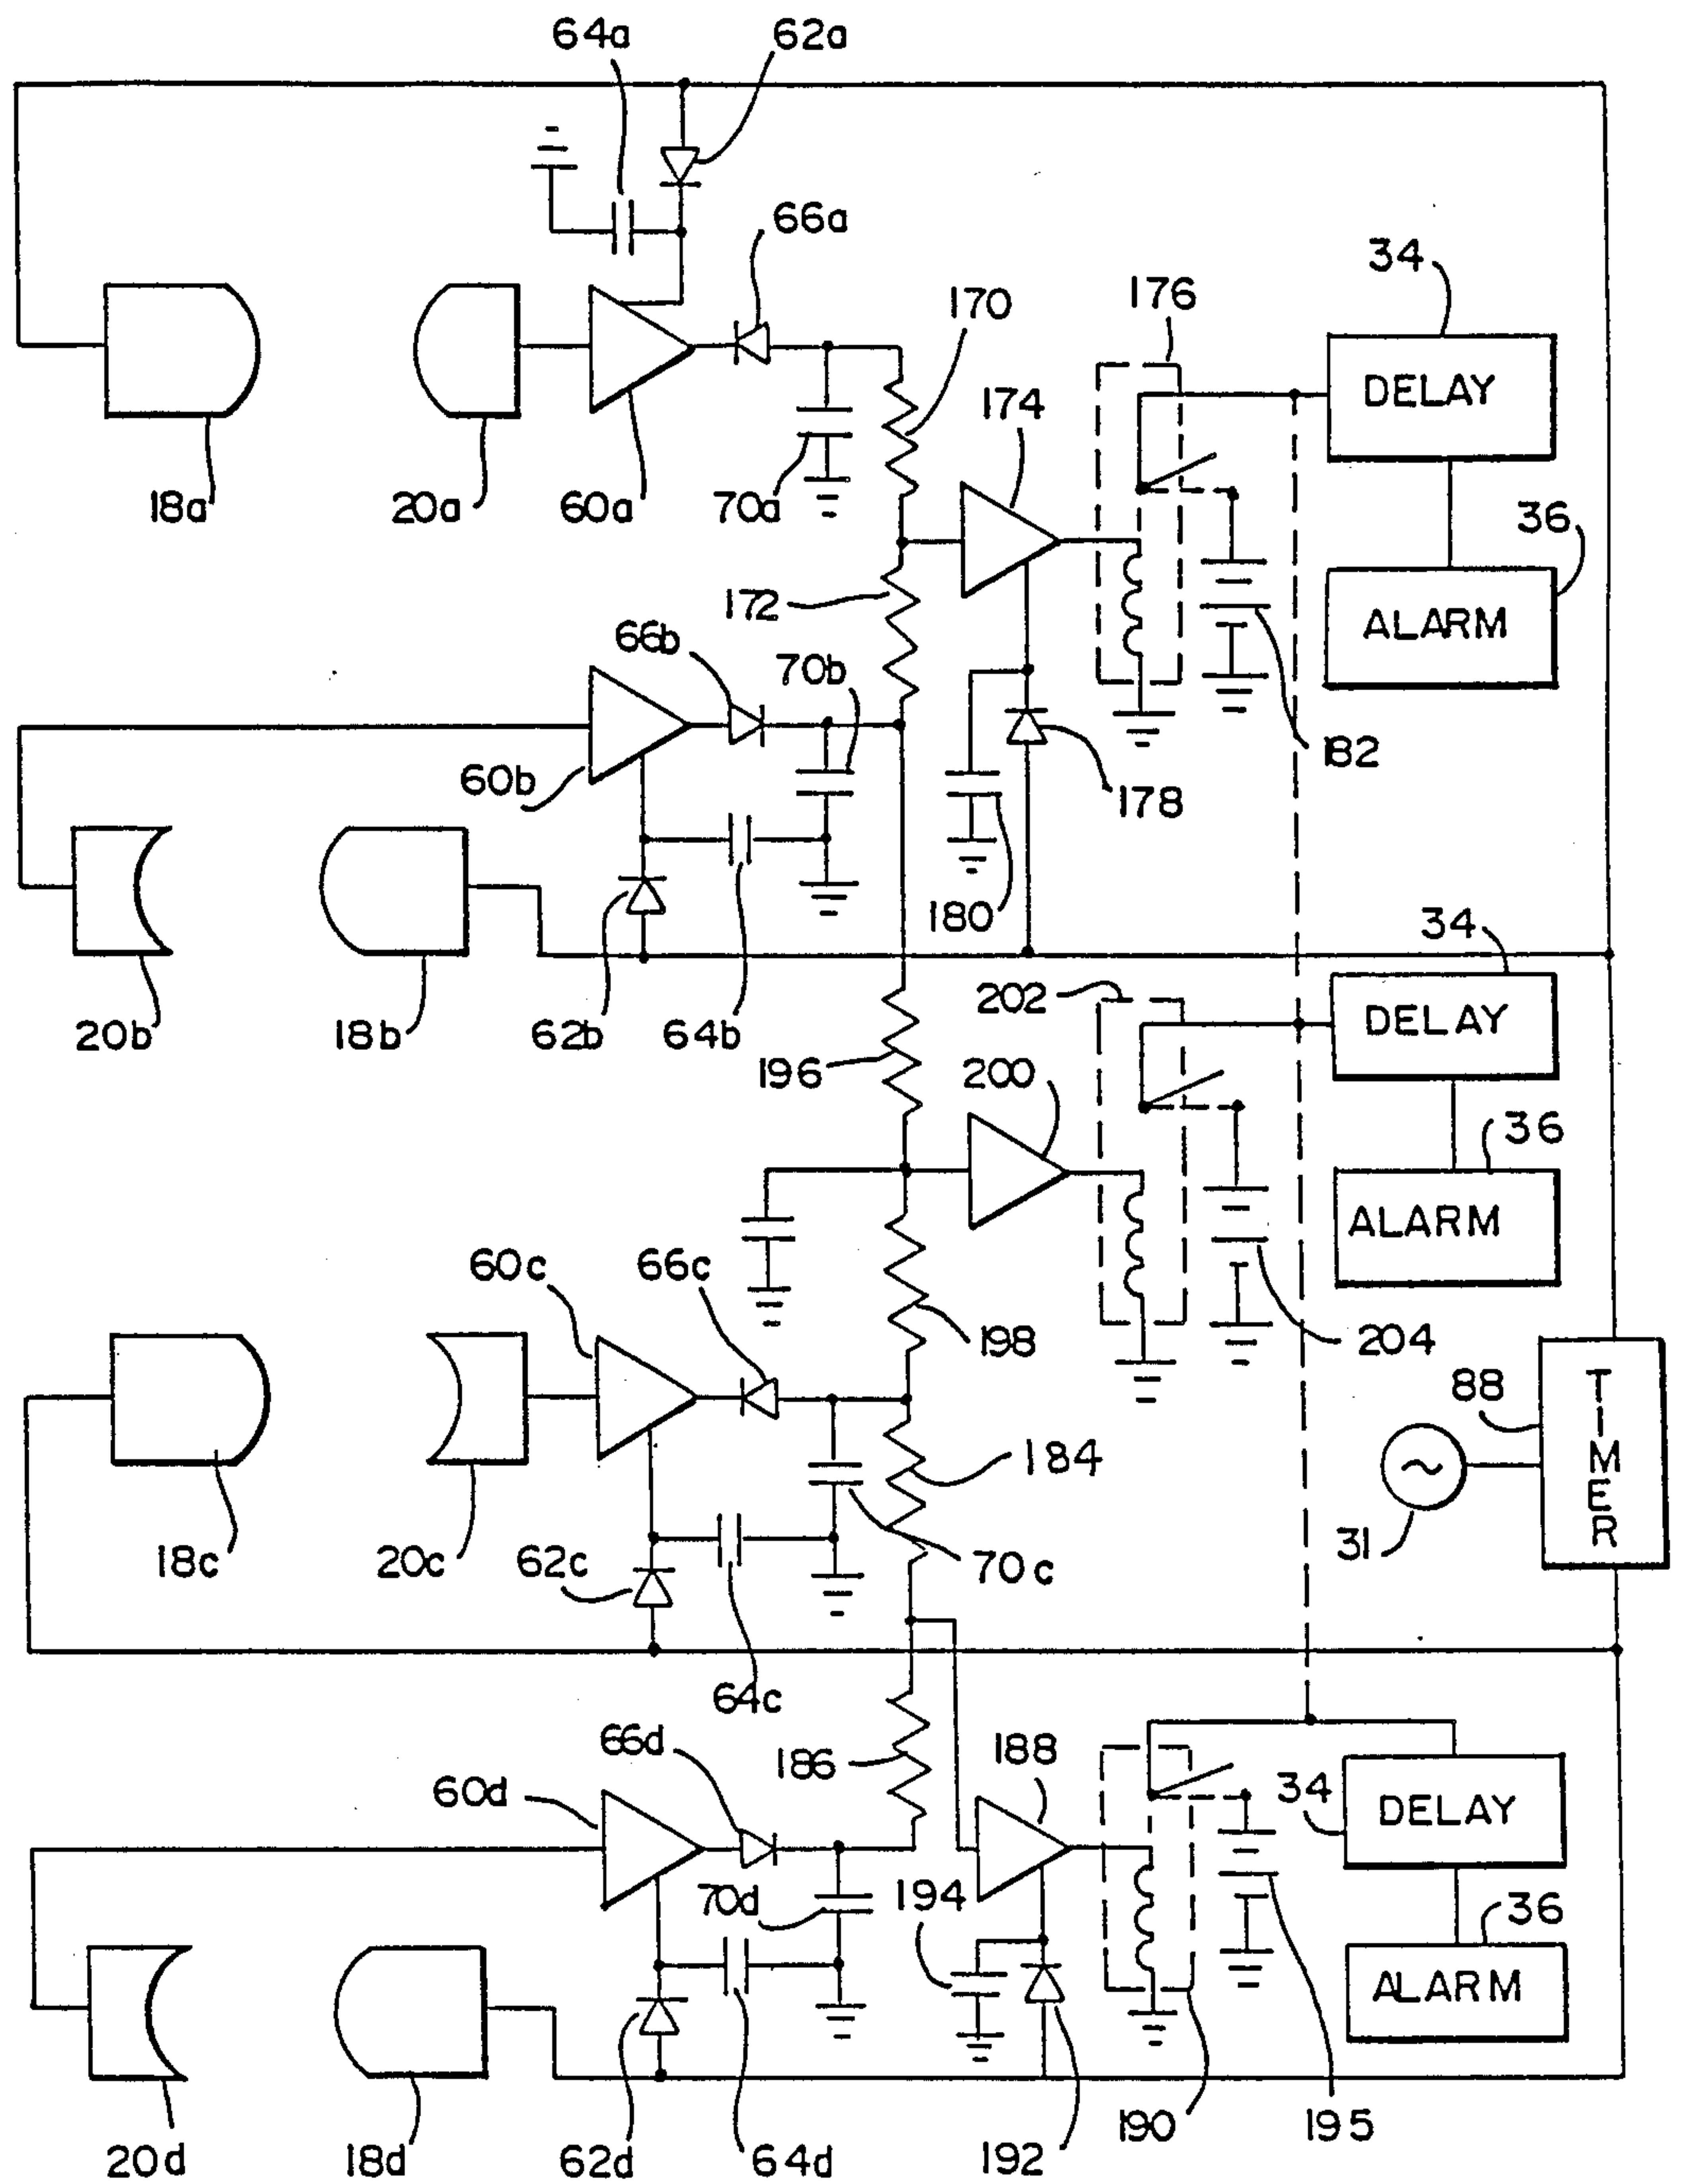 64a 62a
66a
34
170 176
DELAY
174
18a 20a 60a 70a
36
172
ALARM
66b 70b
182
60b
178
180
34
20b 18b 62b 64b
202
DELAY
196 200
36
ALARM
60c 66c
198
204
88
TIMER
184
31
18c 20c 62c 70c
64c
66d 188
186
60d
34
DELAY
70d 194
36
ALARM
190 195
20d 18d 62d 64d 192